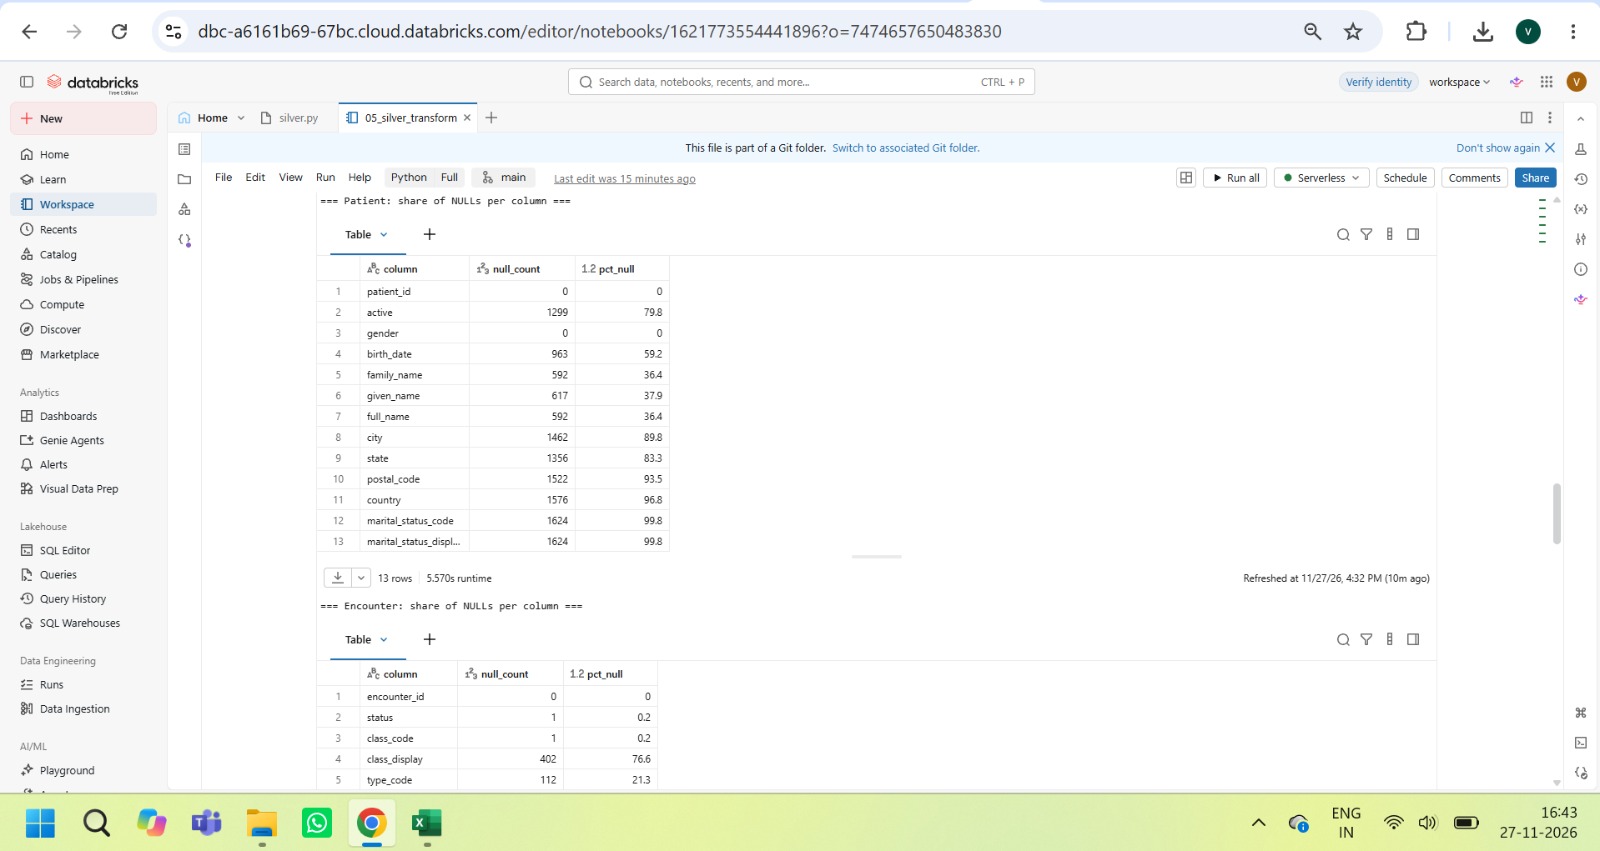 dbc-a6161b69-67bc.cloud.databricks.com/editor/notebooks/1621773554441896?o=7474657650483830
V
databricks
Free Edition
Search data, notebooks, recents, and more...
CTRL + P
Verify identity
workspace
V
New
Home
silver.py
05_silver_transform
This file is part of a Git folder. Switch to associated Git folder.
Don't show again
File Edit View Run Help Python Full main Last edit was 15 minutes ago
Run all Serverless Schedule Comments Share
Home
Learn
Workspace
Recents
Catalog
Jobs & Pipelines
Compute
Discover
Marketplace
Analytics
Dashboards
Genie Agents
Alerts
Visual Data Prep
Lakehouse
SQL Editor
Queries
Query History
SQL Warehouses
Data Engineering
Runs
Data Ingestion
AI/ML
Playground
=== Patient: share of NULLs per column ===
Table
ABC column 123 null_count 1.2 pct_null
1 patient_id 0 0
2 active 1299 79.8
3 gender 0 0
4 birth_date 963 59.2
5 family_name 592 36.4
6 given_name 617 37.9
7 full_name 592 36.4
8 city 1462 89.8
9 state 1356 83.3
10 postal_code 1522 93.5
11 country 1576 96.8
12 marital_status_code 1624 99.8
13 marital_status_displ... 1624 99.8
13 rows 5.570s runtime
Refreshed at 11/27/26, 4:32 PM (10m ago)
=== Encounter: share of NULLs per column ===
Table
ABC column 123 null_count 1.2 pct_null
1 encounter_id 0 0
2 status 1 0.2
3 class_code 1 0.2
4 class_display 402 76.6
5 type_code 112 21.3
ENG
IN
16:43
27-11-2026